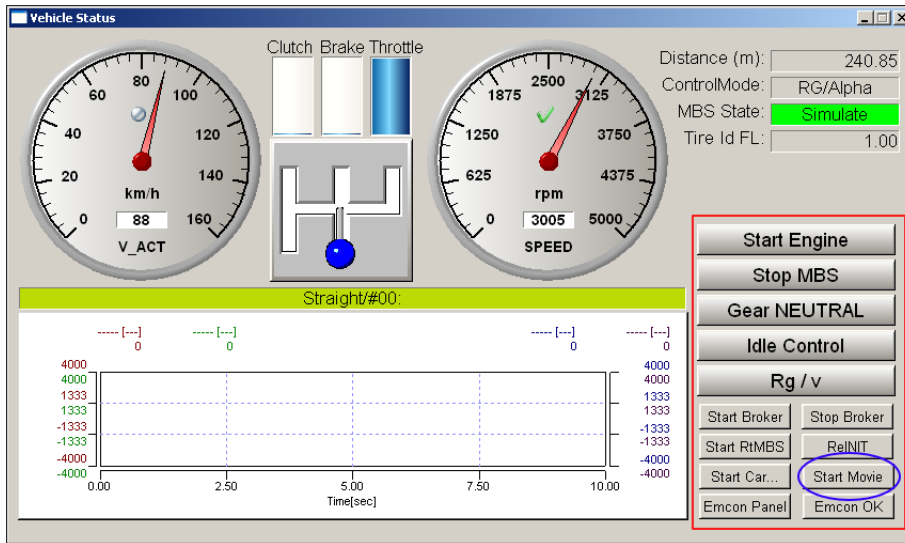 Vehicle Status
Clutch Brake Throttle
0 20 40 60 80 100 120 140 160
km/h
88
V_ACT
0 625 1250 1875 2500 3125 3750 4375 5000
rpm
3005
SPEED
Distance (m): 240.85
ControlMode: RG/Alpha
MBS State: Simulate
Tire Id FL: 1.00
Start Engine
Stop MBS
Gear NEUTRAL
Idle Control
Rg / v
Start Broker Stop Broker
Start RtMBS ReINIT
Start Car... Start Movie
Emcon Panel Emcon OK
Straight/#00:
----- [---] ----- [---] ----- [---] ----- [---]
0 0 0 0
4000 4000
4000 4000
1333 1333
1333 1333
-1333 -1333
-1333 -1333
-4000 -4000
-4000 -4000
0.00 2.50 5.00 7.50 10.00
Time[sec]